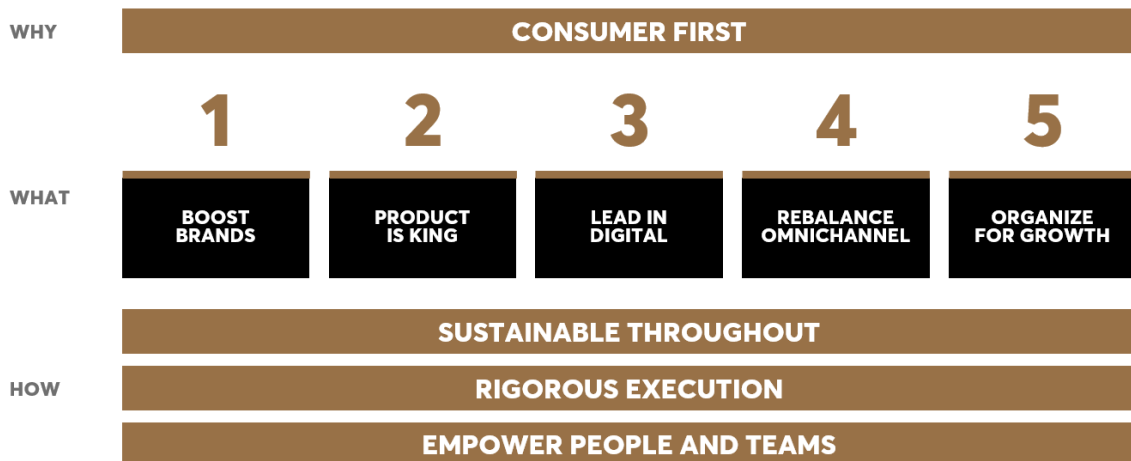 WHY
CONSUMER FIRST
1
2
3
4
5
WHAT
BOOST
BRANDS
PRODUCT
IS KING
LEAD IN
DIGITAL
REBALANCE
OMNICHANNEL
ORGANIZE
FOR GROWTH
SUSTAINABLE THROUGHOUT
HOW
RIGOROUS EXECUTION
EMPOWER PEOPLE AND TEAMS